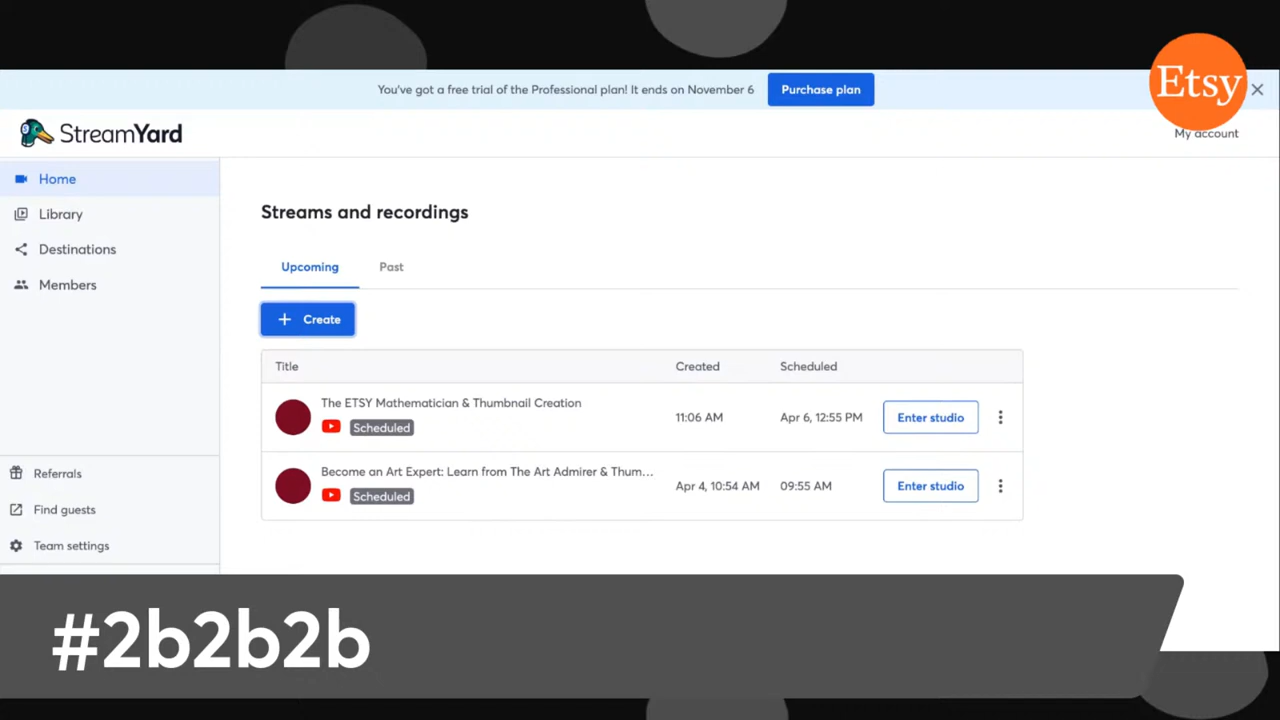 You've got a free trial of the Professional plan! It ends on November 6
Purchase plan
Etsy
StreamYard
My account
Home
Library
Destinations
Members
Referrals
Find guests
Team settings
Streams and recordings
Upcoming Past
+ Create
Title Created Scheduled
The ETSY Mathematician & Thumbnail Creation
Scheduled
11:06 AM Apr 6, 12:55 PM Enter studio
Become an Art Expert: Learn from The Art Admirer & Thum...
Scheduled
Apr 4, 10:54 AM 09:55 AM Enter studio
#2b2b2b